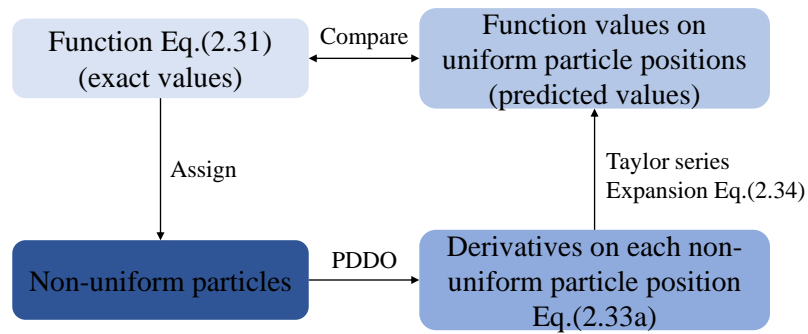 Function Eq.(2.31)
(exact values)
Compare
Function values on
uniform particle positions
(predicted values)
Assign
Taylor series
Expansion Eq.(2.34)
Non-uniform particles
PDDO
Derivatives on each non-
uniform particle position
Eq.(2.33a)